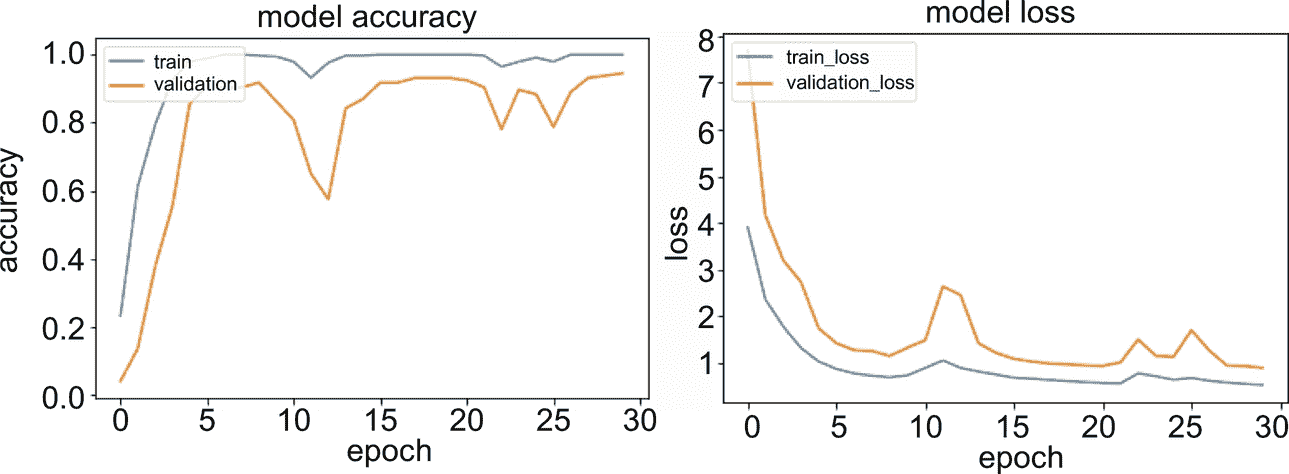 model accuracy
train
validation
1.0
0.8
0.6
0.4
0.2
0.0
accuracy
0 5 10 15 20 25 30
epoch
model loss
train_loss
validation_loss
8
7
6
5
4
3
2
1
loss
0 5 10 15 20 25 30
epoch